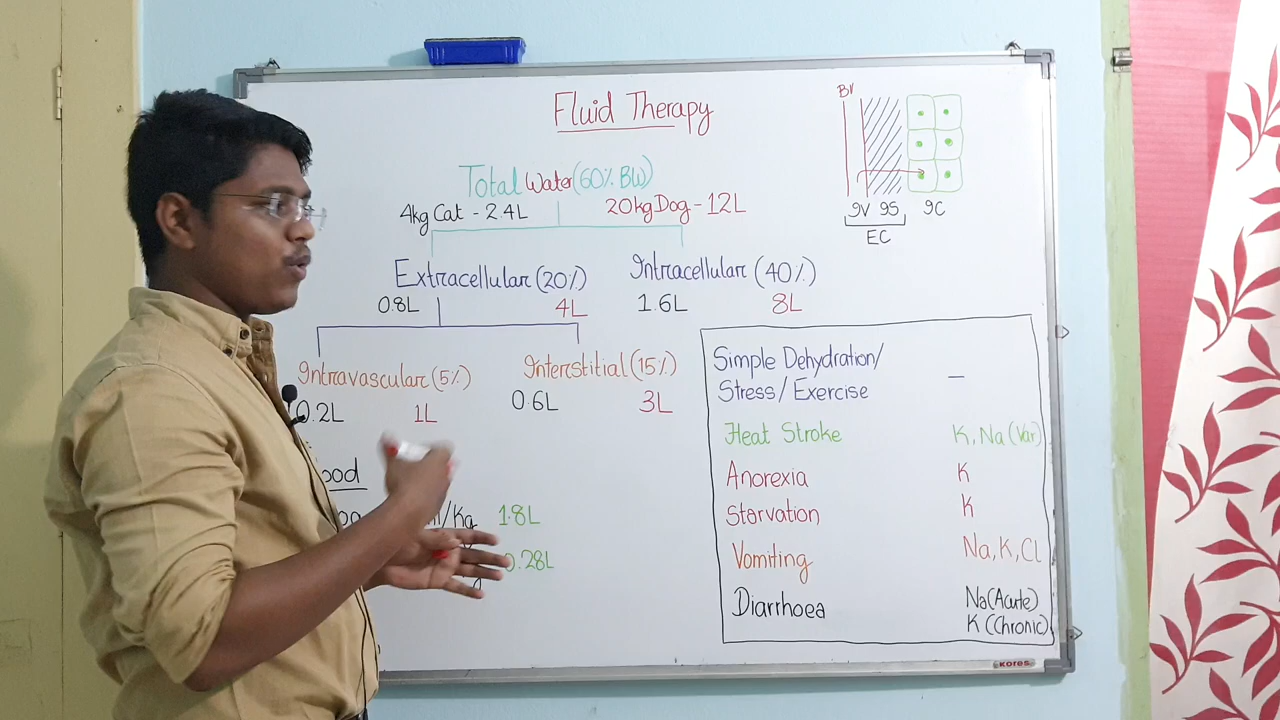 Fluid Therapy
BV
Total Water (60% BW)
4kg Cat - 2.4L
20kg Dog - 12L
IV IS IC
EC
Extracellular (20%)
Intracellular (40%)
0.8L 4L
1.6L 8L
Intravascular (5%)
Interstitial (15%)
0.2L 1L
0.6L 3L
Simple Dehydration/
Stress/ Exercise –
Heat Stroke K, Na (Var)
Anorexia K
Starvation K
Vomiting Na, K, Cl
Diarrhoea Na (Acute)
K (Chronic)
/Kg 1.8L
0.28L
KORES